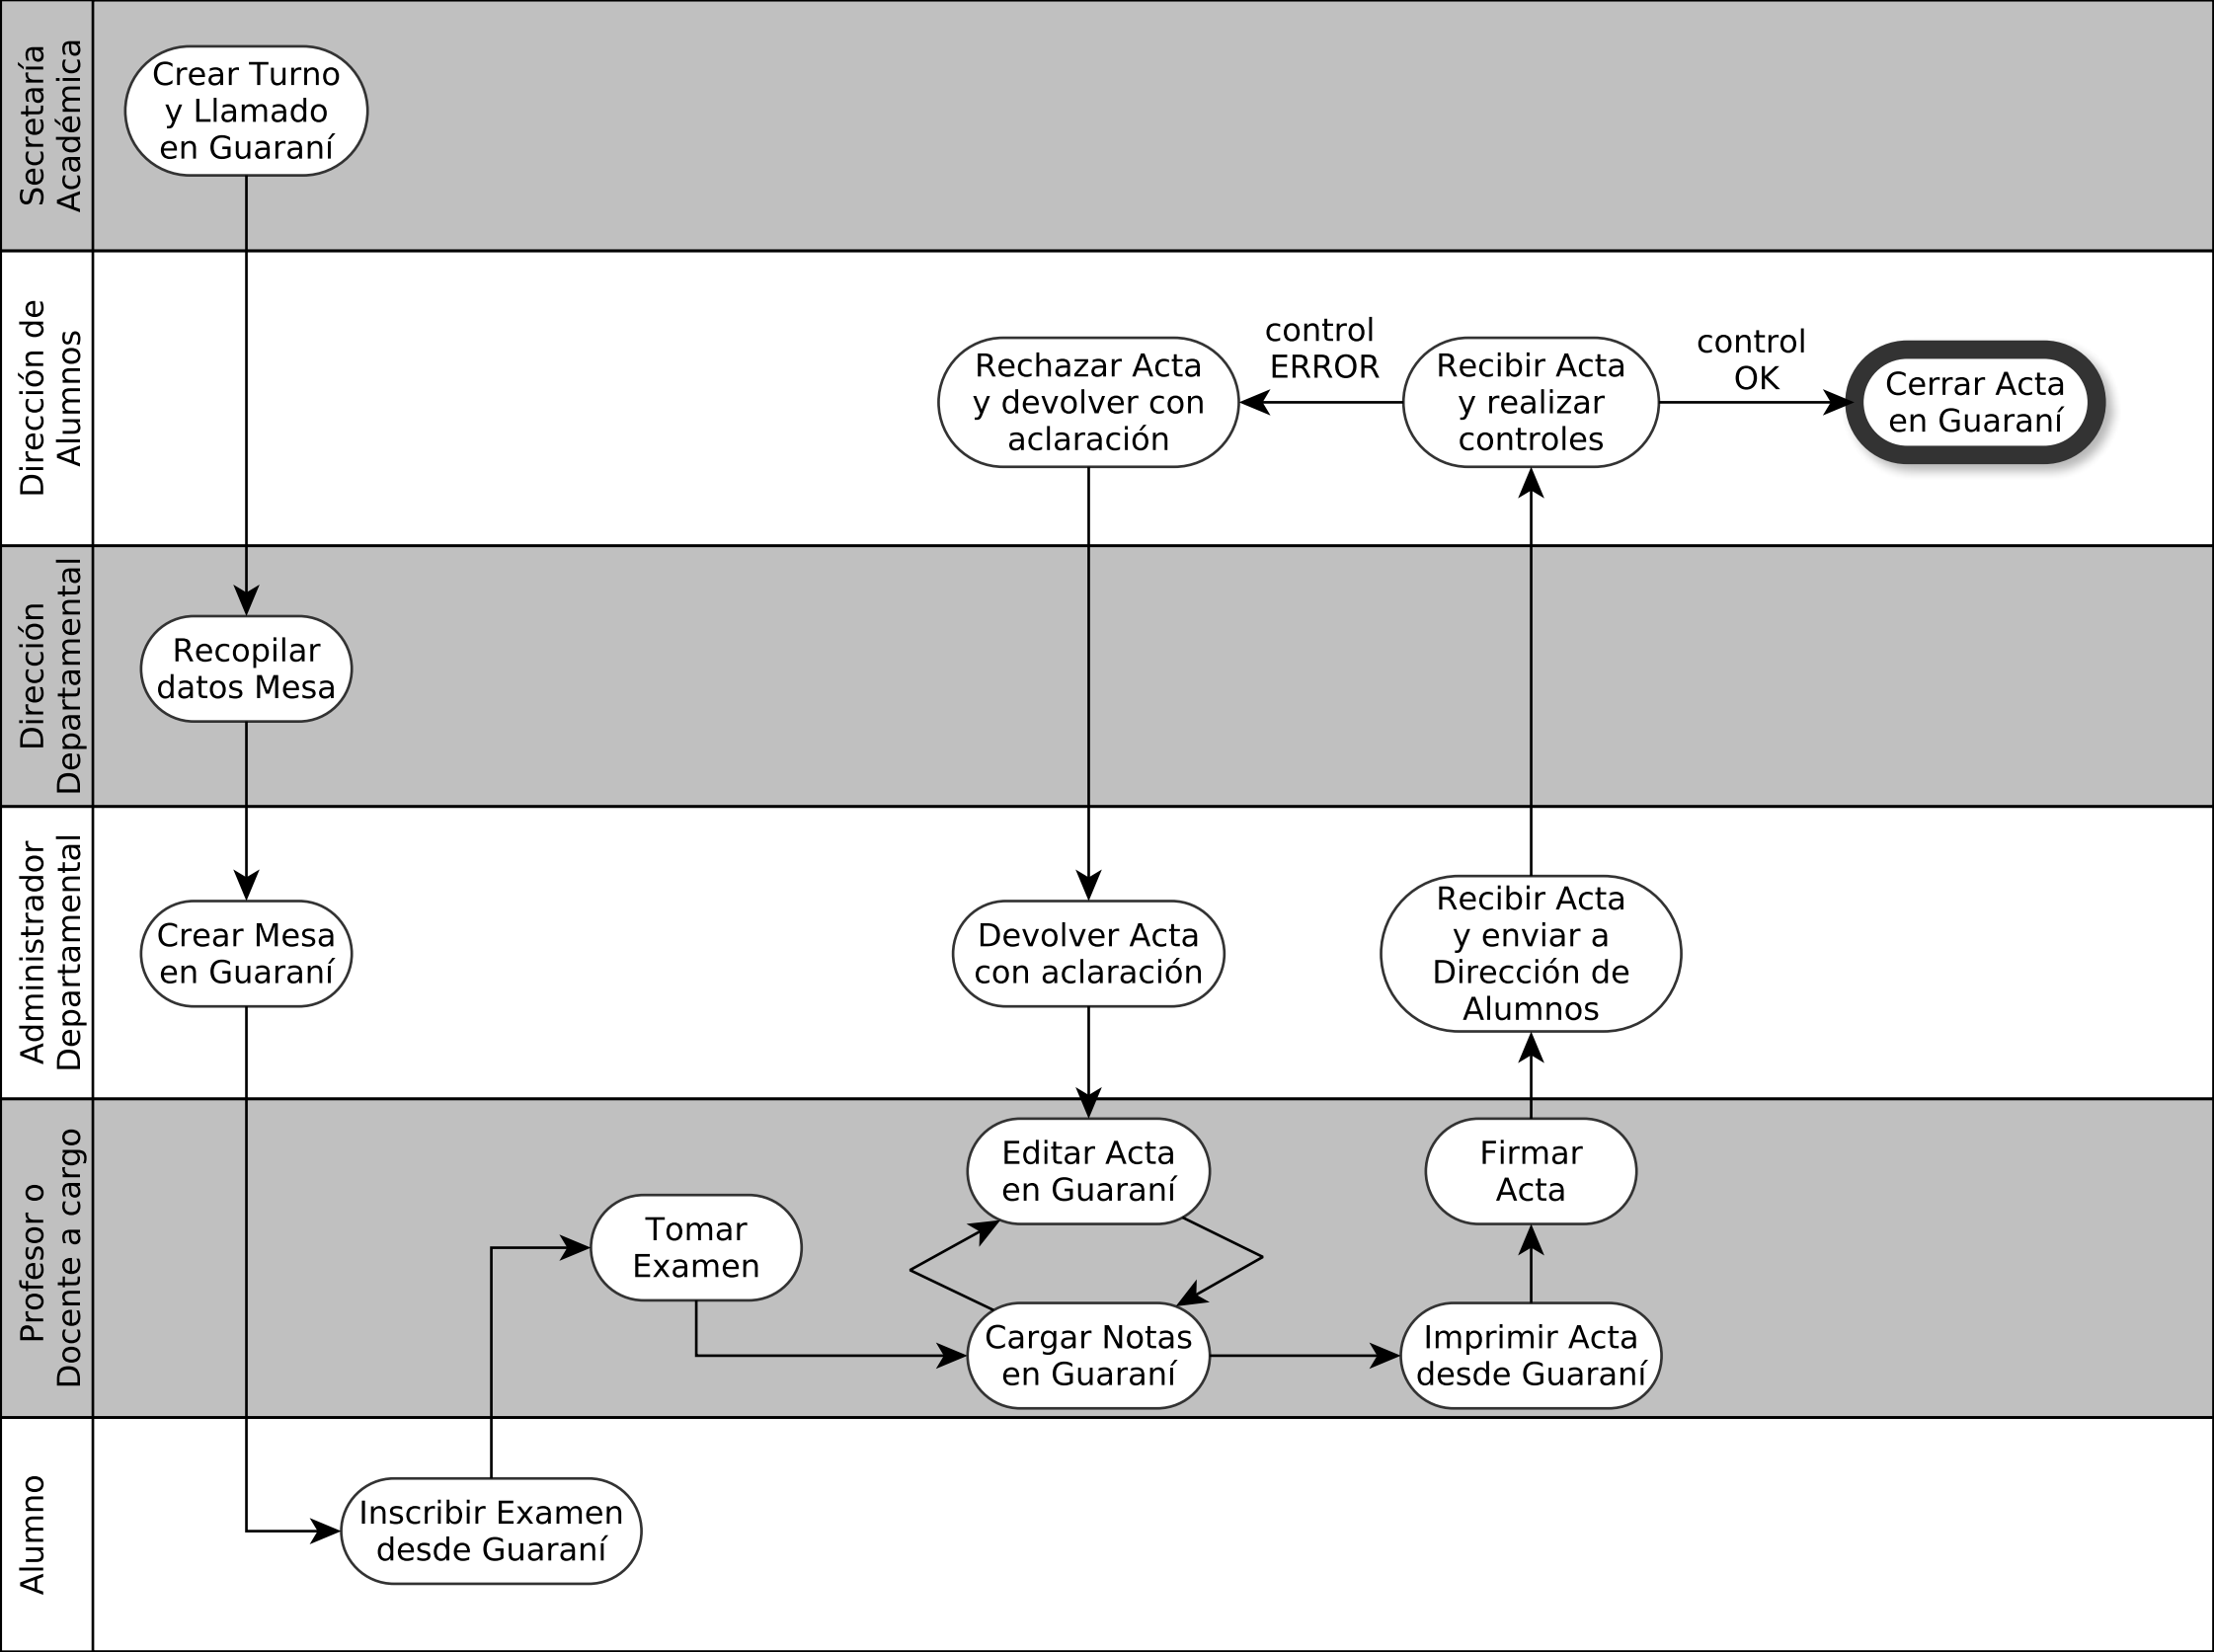 Secretaría
Académica
Crear Turno
y Llamado
en Guaraní
Dirección de
Alumnos
Rechazar Acta
y devolver con
aclaración
control
ERROR
Recibir Acta
y realizar
controles
control
OK
Cerrar Acta
en Guaraní
Dirección
Departamental
Recopilar
datos Mesa
Administrador
Departamental
Crear Mesa
en Guaraní
Devolver Acta
con aclaración
Recibir Acta
y enviar a
Dirección de
Alumnos
Profesor o
Docente a cargo
Tomar
Examen
Editar Acta
en Guaraní
Firmar
Acta
Cargar Notas
en Guaraní
Imprimir Acta
desde Guaraní
Alumno
Inscribir Examen
desde Guaraní